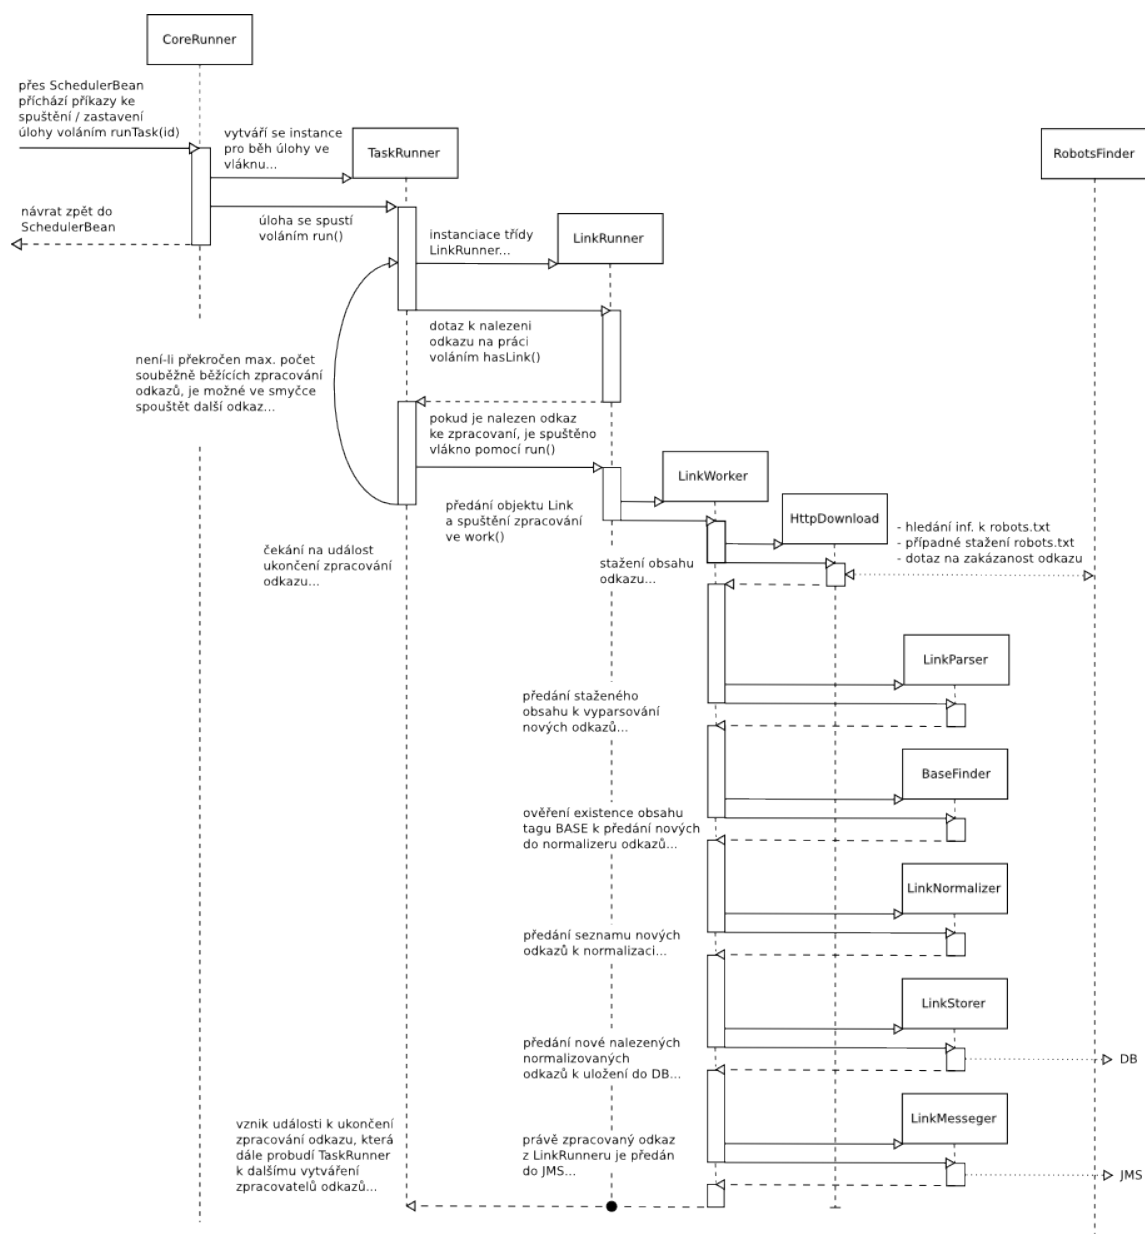 CoreRunner
přes SchedulerBean
příchází příkazy ke
spuštění / zastavení
úlohy voláním runTask(id)
vytváří se instance
pro běh úlohy ve
vláknu...
TaskRunner
RobotsFinder
návrat zpět do
SchedulerBean
úloha se spustí
voláním run()
instanciace třídy
LinkRunner...
LinkRunner
dotaz k nalezeni
odkazu na práci
voláním hasLink()
není-li překročen max. počet
souběžně běžících zpracování
odkazů, je možné ve smyčce
spouštět další odkaz...
pokud je nalezen odkaz
ke zpracovaní, je spuštěno
vlákno pomocí run()
LinkWorker
předání objektu Link
a spuštění zpracování
ve work()
HttpDownload
- hledání inf. k robots.txt
- případné stažení robots.txt
- dotaz na zakázanost odkazu
čekání na událost
ukončení zpracování
odkazu...
stažení obsahu
odkazu...
LinkParser
předání staženého
obsahu k vyparsování
nových odkazů...
BaseFinder
ověření existence obsahu
tagu BASE k předání nových
do normalizeru odkazů...
LinkNormalizer
předání seznamu nových
odkazů k normalizaci...
LinkStorer
předání nové nalezených
normalizovaných
odkazů k uložení do DB...
DB
LinkMesseger
vznik události k ukončení
zpracování odkazu, která
dále probudí TaskRunner
k dalšímu vytváření
zpracovatelů odkazů...
právě zpracovaný odkaz
z LinkRunneru je předán
do JMS...
JMS